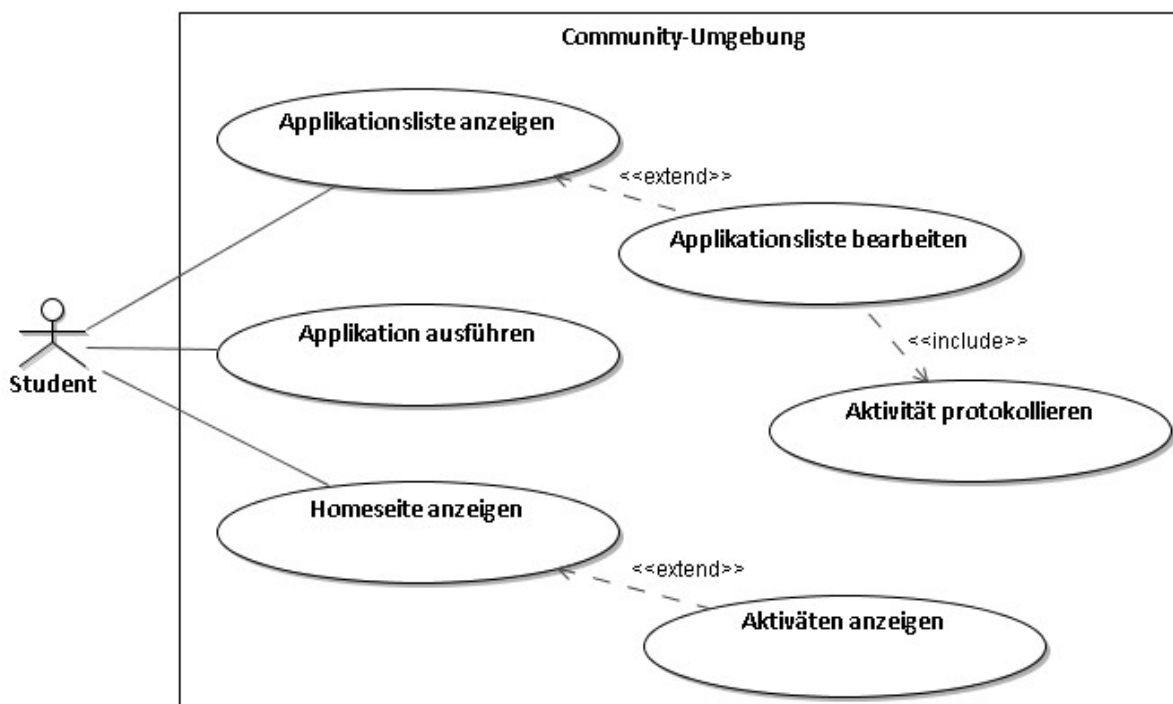 Community-Umgebung
Applikationsliste anzeigen
<<extend>>
Applikationsliste bearbeiten
Applikation ausführen
<<include>>
Student
Aktivität protokollieren
Homeseite anzeigen
<<extend>>
Aktiväten anzeigen